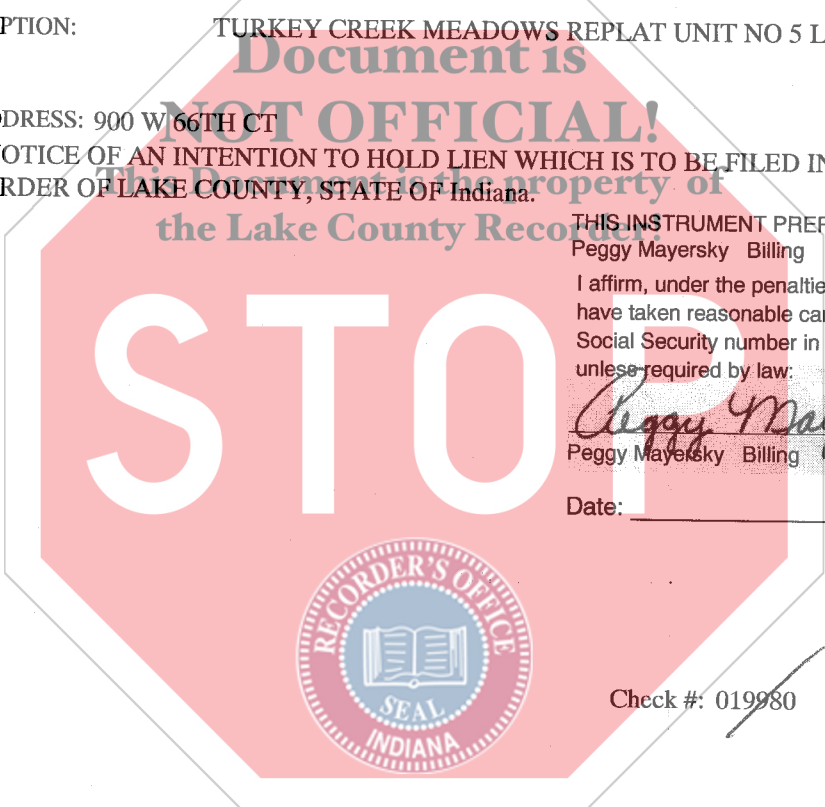 PTION: TURKEY CREEK MEADOWS REPLAT UNIT NO 5 L
Document is
NOT OFFICIAL!
DRESS: 900 W 66TH CT
OTICE OF AN INTENTION TO HOLD LIEN WHICH IS TO BE FILED IN
This Document is the property of
RDER OF LAKE COUNTY, STATE OF Indiana.
the Lake County Recorder!
THIS INSTRUMENT PREP
Peggy Mayersky Billing
I affirm, under the penaltie
have taken reasonable car
Social Security number in
unless required by law:
STOP
Peggy Ma
Peggy Mayersky Billing
Date:
RECORDER'S OFFICE
SEAL
INDIANA
Check #: 019980